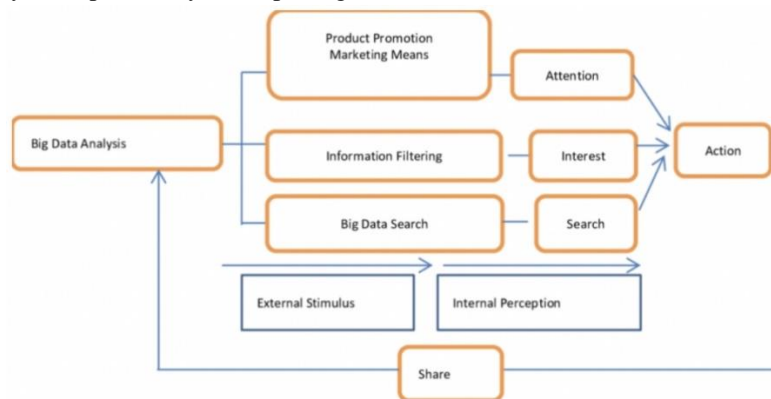 Product Promotion
Marketing Means
Attention
Big Data Analysis
Information Filtering
Interest
Action
Big Data Search
Search
External Stimulus
Internal Perception
Share